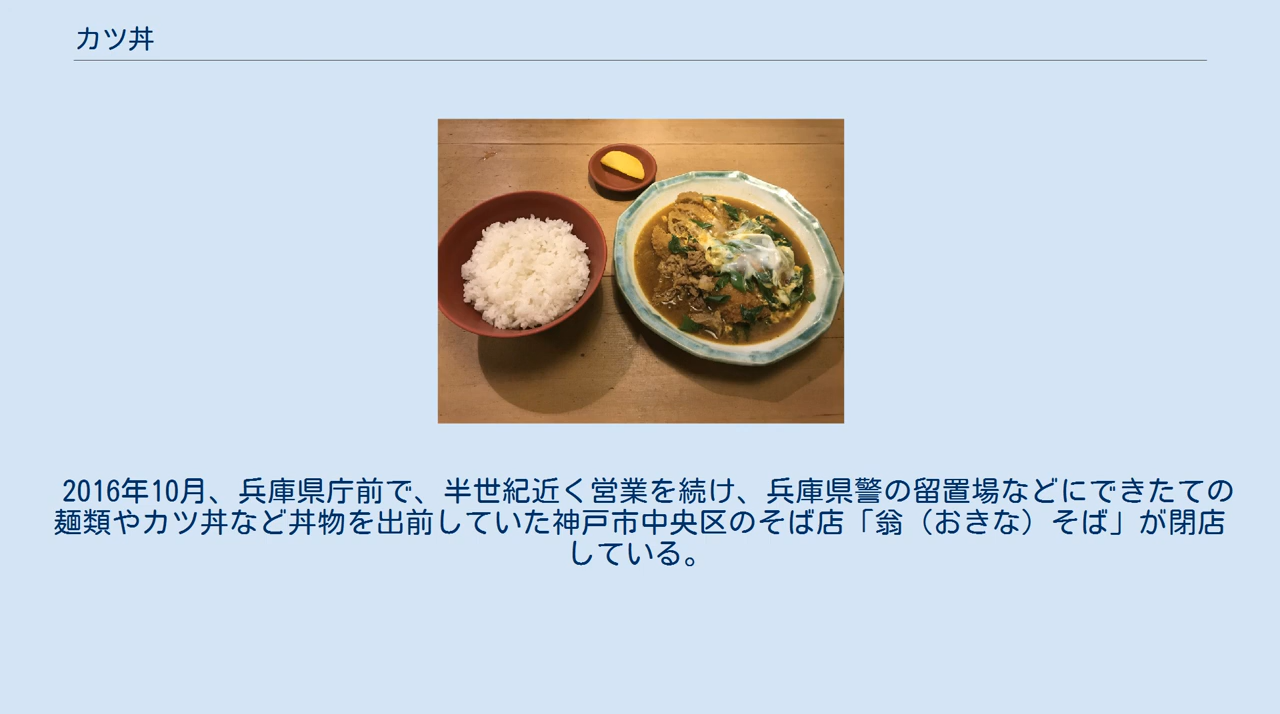 カツ丼
2016年10月、兵庫県庁前で、半世紀近く営業を続け、兵庫県警の留置場などにできたての
麺類やカツ丼など丼物を出前していた神戸市中央区のそば店「翁（おきな）そば」が閉店
している。